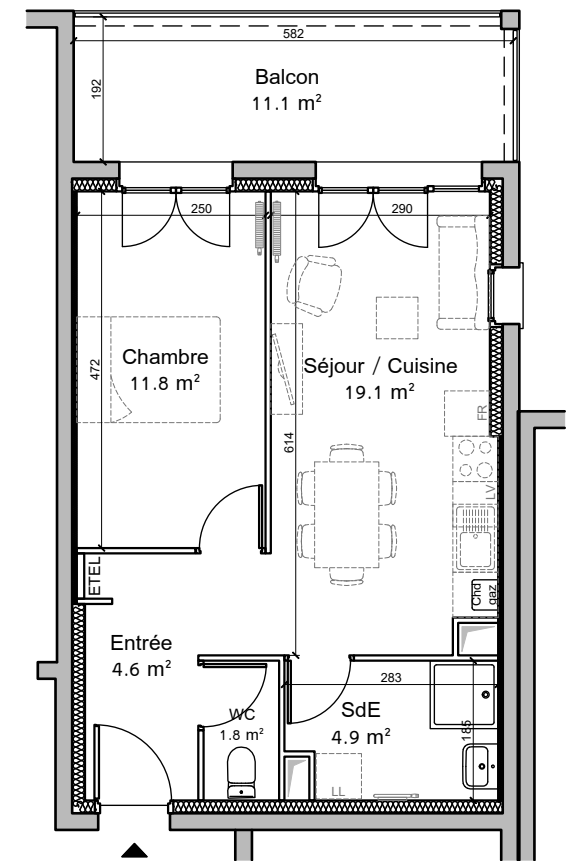 582
192
Balcon
11.1 m²
250
290
Chambre
11.8 m²
472
Séjour / Cuisine
19.1 m²
FR
614
LV
ETEL
Chd
gaz
Entrée
4.6 m²
283
WC
1.8 m²
SdE
4.9 m²
185
LL